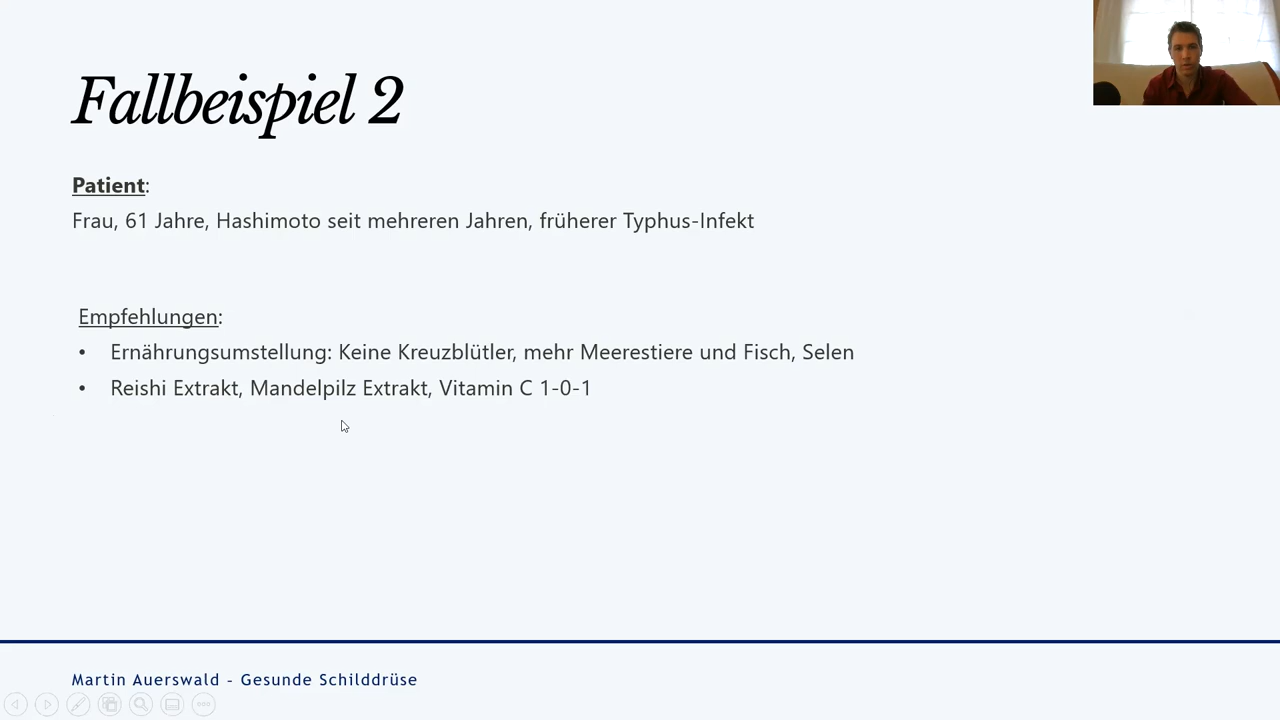 Fallbeispiel 2
Patient:
Frau, 61 Jahre, Hashimoto seit mehreren Jahren, früherer Typhus-Infekt
Empfehlungen:
• Ernährungsumstellung: Keine Kreuzblütler, mehr Meerestiere und Fisch, Selen
• Reishi Extrakt, Mandelpilz Extrakt, Vitamin C 1-0-1
Martin Auerswald - Gesunde Schilddrüse